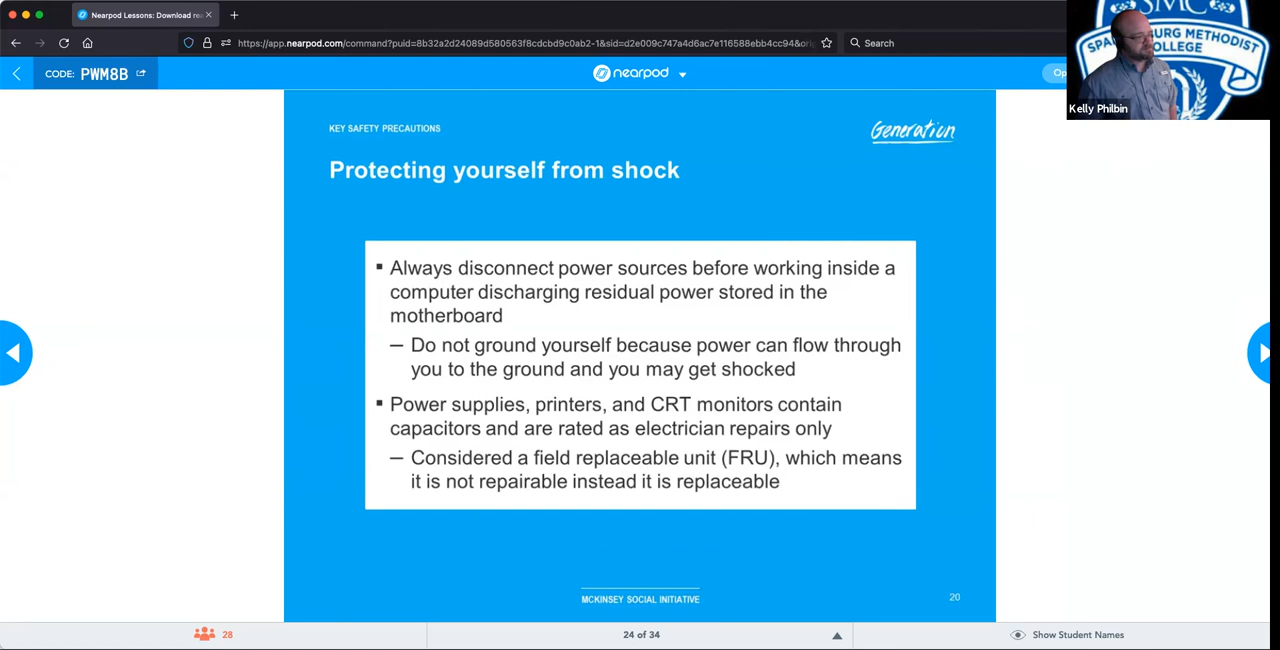 Nearpod Lessons: Download rea
https://app.nearpod.com/command?puid=8b32a2d24089d580563f8cdcbd9c0ab2-1&sid=d2e009c747a4d6ac7e116588ebb4cc94&ori
Search
CODE: PWM8B
nearpod
Op
SMC
METHODIST
COLLEGE
Kelly Philbin
KEY SAFETY PRECAUTIONS
Generation
Protecting yourself from shock
▪ Always disconnect power sources before working inside a
computer discharging residual power stored in the
motherboard
– Do not ground yourself because power can flow through
you to the ground and you may get shocked
▪ Power supplies, printers, and CRT monitors contain
capacitors and are rated as electrician repairs only
– Considered a field replaceable unit (FRU), which means
it is not repairable instead it is replaceable
MCKINSEY SOCIAL INITIATIVE
20
28
24 of 34
Show Student Names